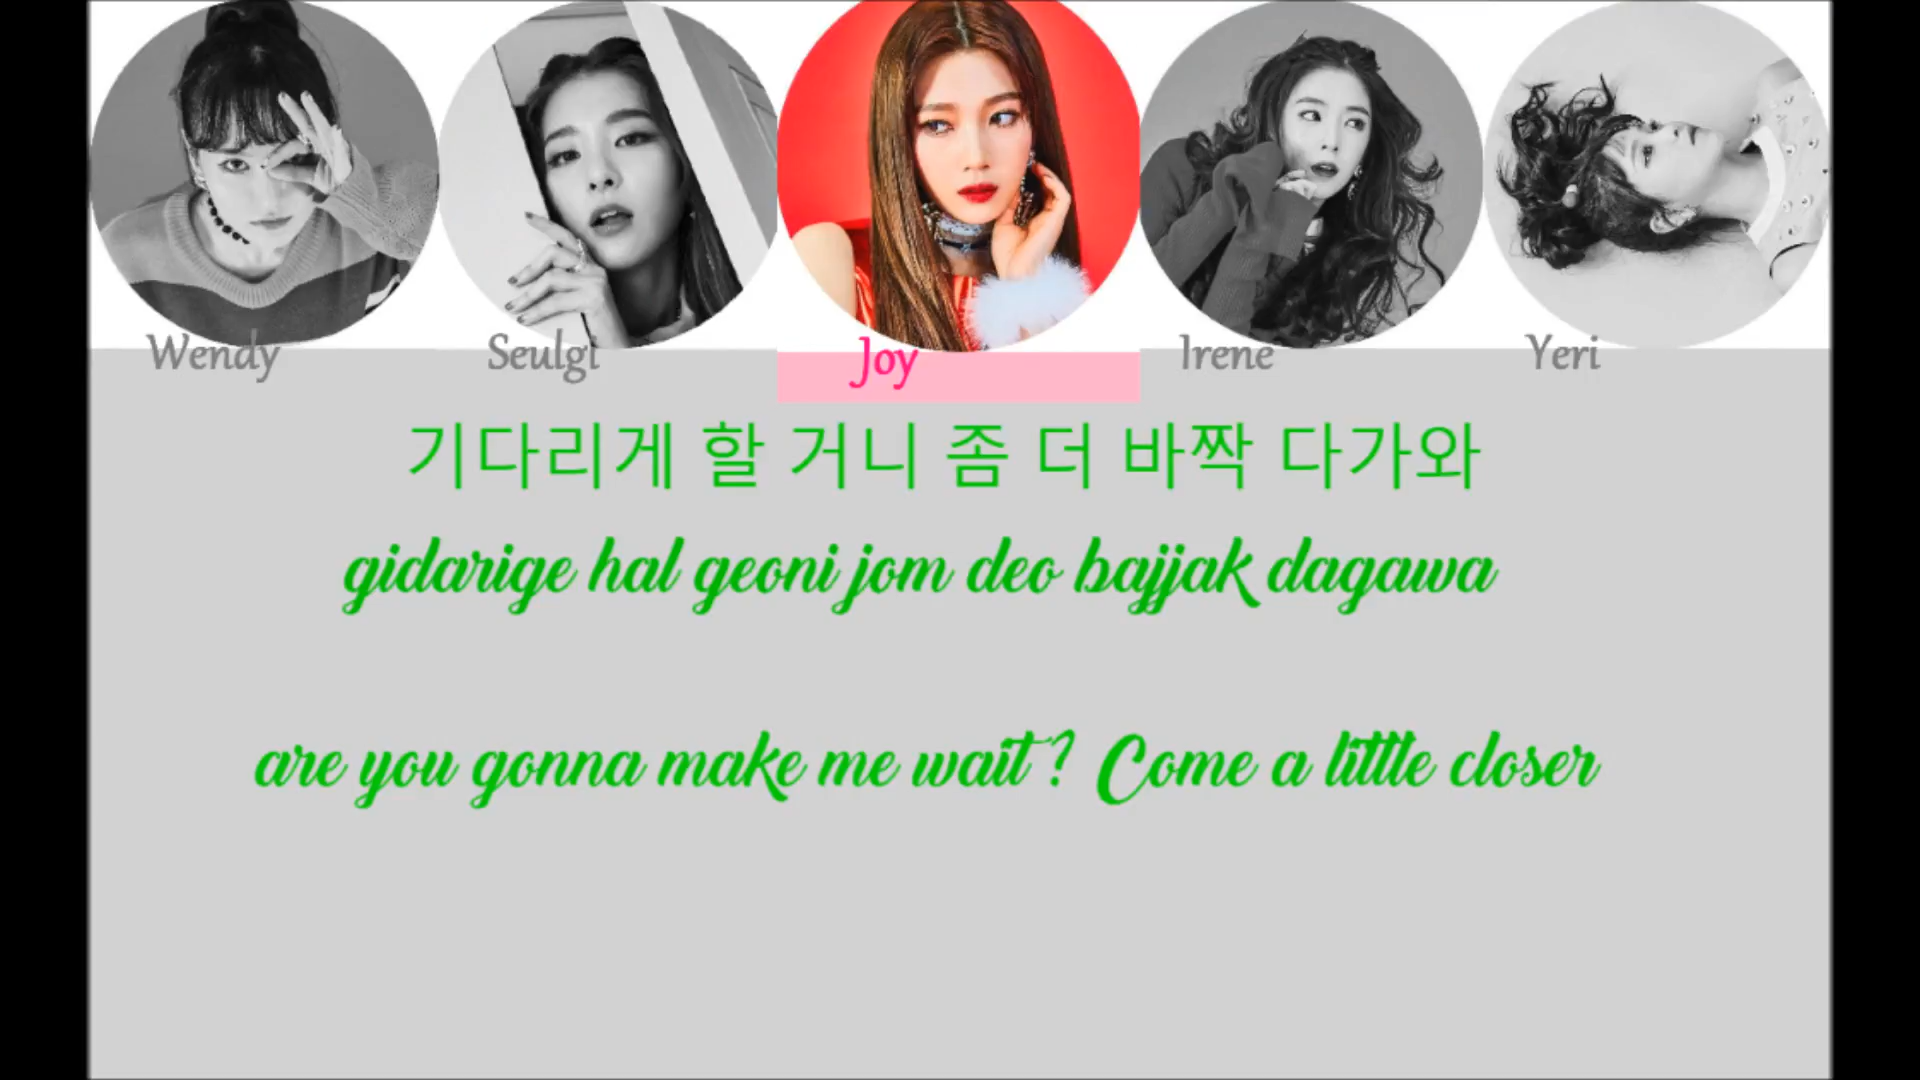 Wendy Seulgi Joy Irene Yeri
기다리게 할 거니 좀 더 바짝 다가와
gidarige hal geoni jom deo bajjak dagawa
are you gonna make me wait? Come a little closer